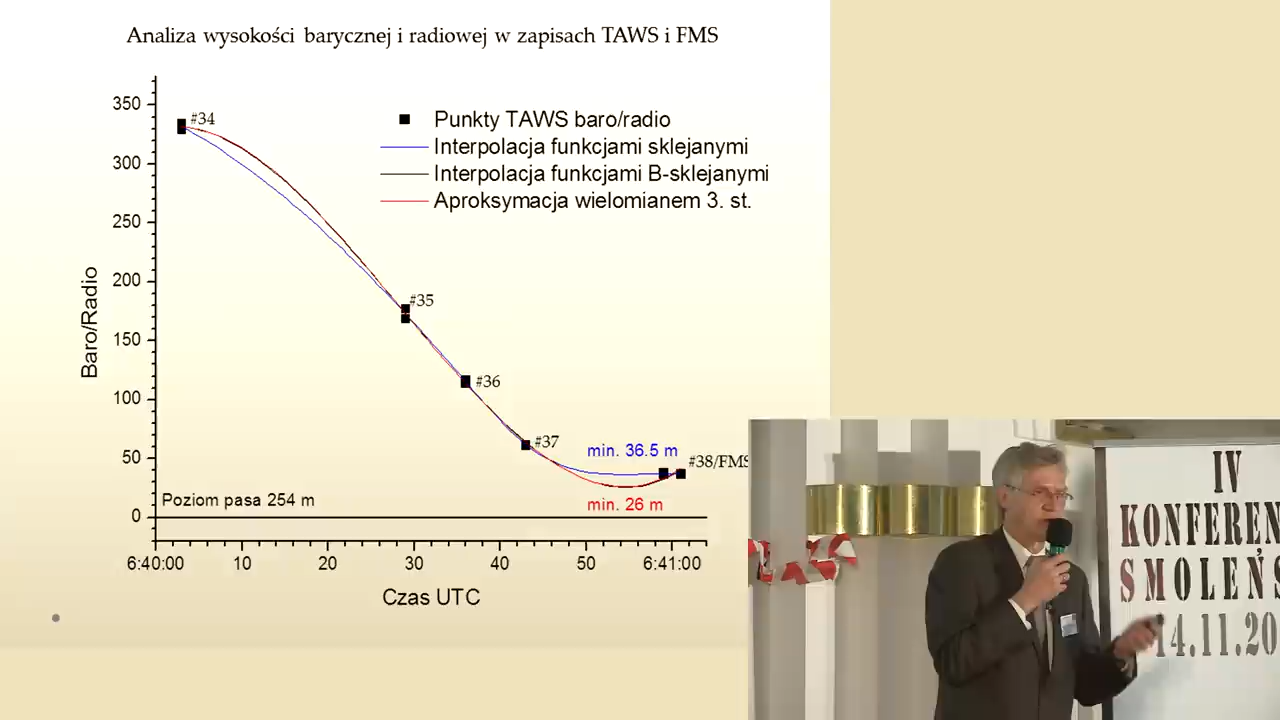 Analiza wysokości barycznej i radiowej w zapisach TAWS i FMS
350
300
250
200
150
100
50
0
Baro/Radio
#34
Punkty TAWS baro/radio
Interpolacja funkcjami sklejanymi
Interpolacja funkcjami B-sklejanymi
Aproksymacja wielomianem 3. st.
#35
#36
#37
min. 36.5 m
#38/FMS
min. 26 m
Poziom pasa 254 m
6:40:00 10 20 30 40 50 6:41:00
Czas UTC
IV
KONFEREN
SMOLEŃS
14.11.20